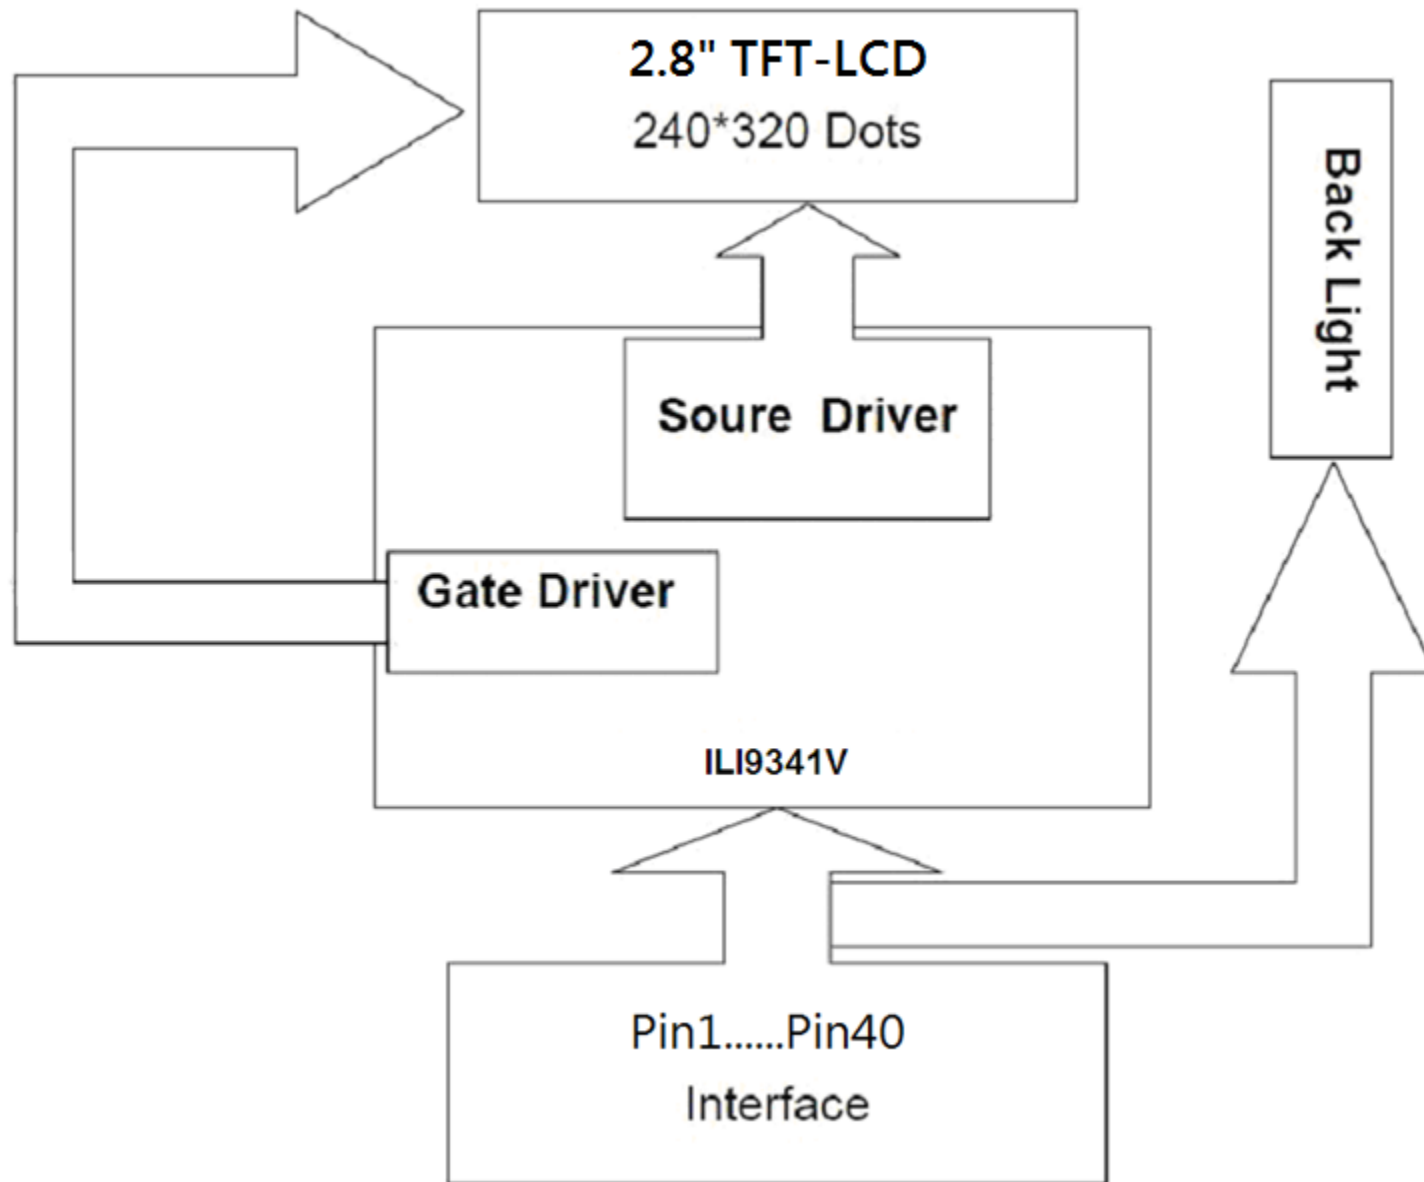 2.8" TFT-LCD
240*320 Dots
Back Light
Soure Driver
Gate Driver
ILI9341V
Pin1......Pin40
Interface